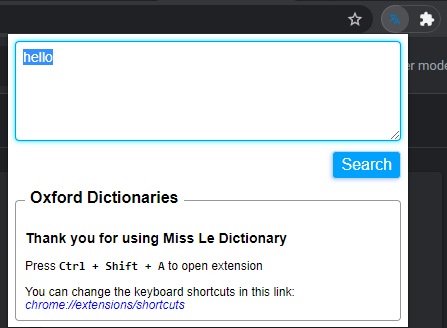 er mode
hello
Search
Oxford Dictionaries
Thank you for using Miss Le Dictionary
Press Ctrl + Shift + A to open extension
You can change the keyboard shortcuts in this link:
chrome://extensions/shortcuts